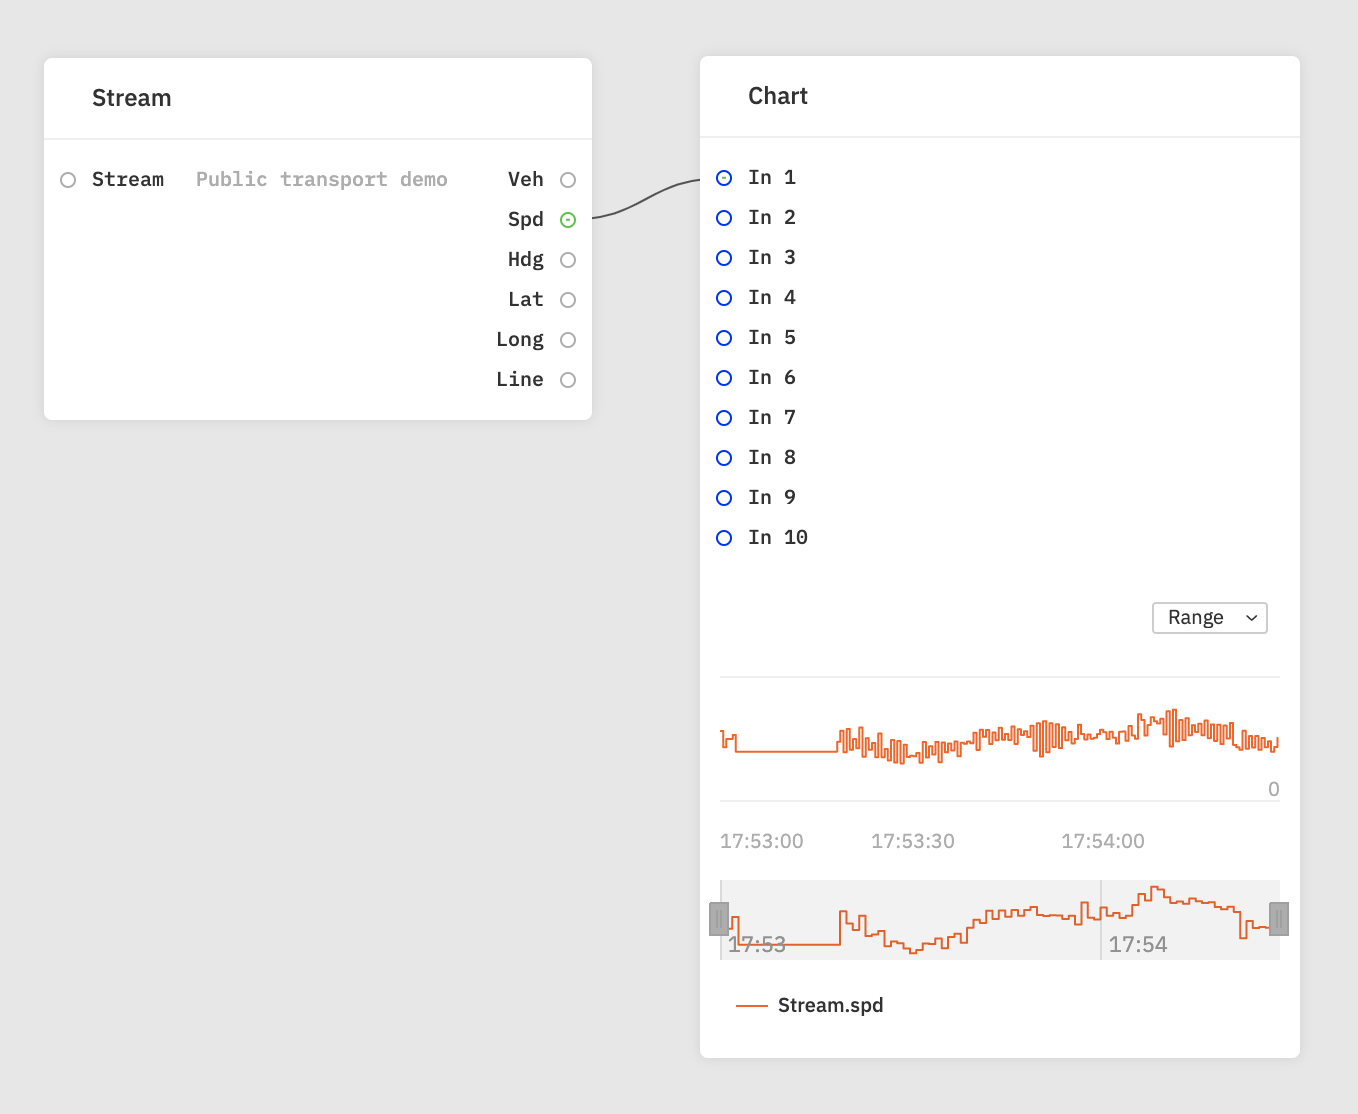 Stream
Stream Public transport demo Veh
Spd
Hdg
Lat
Long
Line
Chart
In 1
In 2
In 3
In 4
In 5
In 6
In 7
In 8
In 9
In 10
Range
0
17:53:00 17:53:30 17:54:00
17:53 17:54
Stream.spd